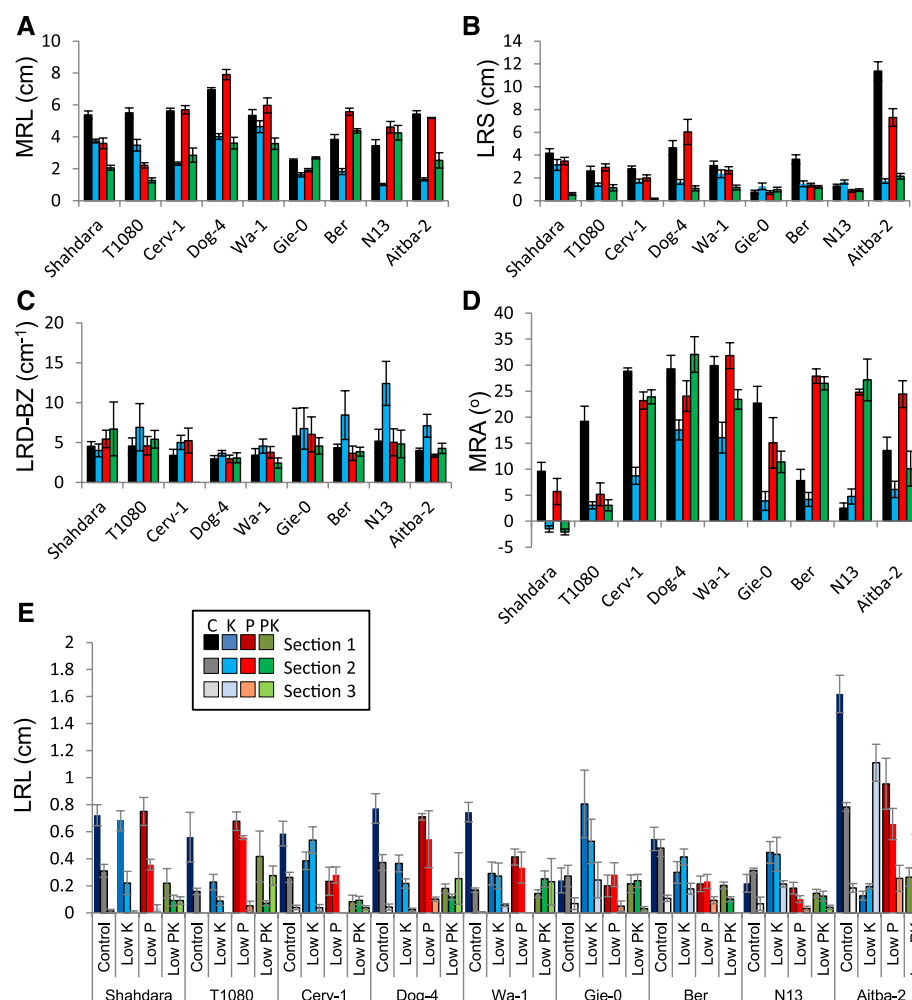 A
MRL (cm)
10
8
6
4
2
0
Shahdara
T1080
Cerv-1
Dog-4
Wa-1
Gie-0
Ber
N13
Aitba-2
B
LRS (cm)
14
12
10
8
6
4
2
0
Shahdara
T1080
Cerv-1
Dog-4
Wa-1
Gie-0
Ber
N13
Aitba-2
C
LRD-BZ (cm-1)
20
15
10
5
0
Shahdara
T1080
Cerv-1
Dog-4
Wa-1
Gie-0
Ber
N13
Aitba-2
D
MRA (°)
40
35
30
25
20
15
10
5
0
-5
Shahdara
T1080
Cerv-1
Dog-4
Wa-1
Gie-0
Ber
N13
Aitba-2
E
LRL (cm)
2
1.8
1.6
1.4
1.2
1
0.8
0.6
0.4
0.2
0
C K P PK
Section 1
Section 2
Section 3
Control Low K Low P Low PK
Control Low K Low P Low PK
Control Low K Low P Low PK
Control Low K Low P Low PK
Control Low K Low P Low PK
Control Low K Low P Low PK
Control Low K Low P Low PK
Control Low K Low P Low PK
Control Low K Low P Low PK
Shahdara T1080 Cerv-1 Dog-4 Wa-1 Gie-0 Ber N13 Aitba-2